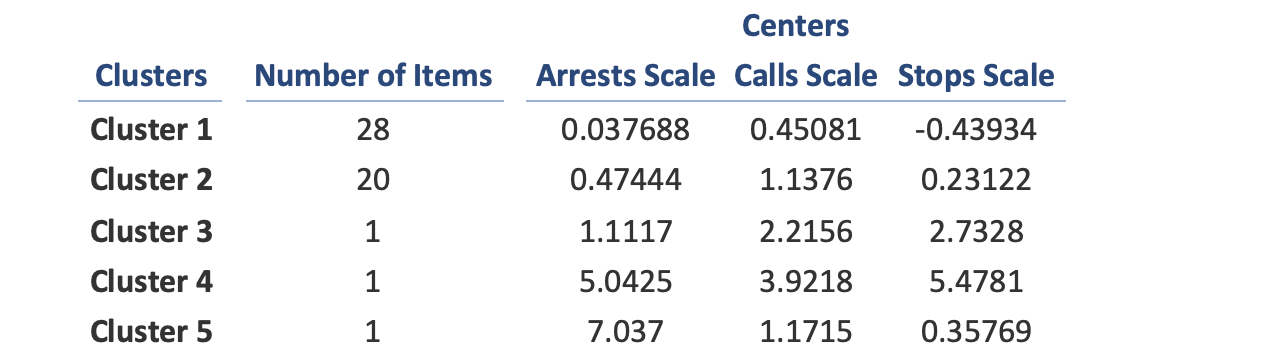 Centers
Clusters Number of Items Arrests Scale Calls Scale Stops Scale
Cluster 1 28 0.037688 0.45081 -0.43934
Cluster 2 20 0.47444 1.1376 0.23122
Cluster 3 1 1.1117 2.2156 2.7328
Cluster 4 1 5.0425 3.9218 5.4781
Cluster 5 1 7.037 1.1715 0.35769